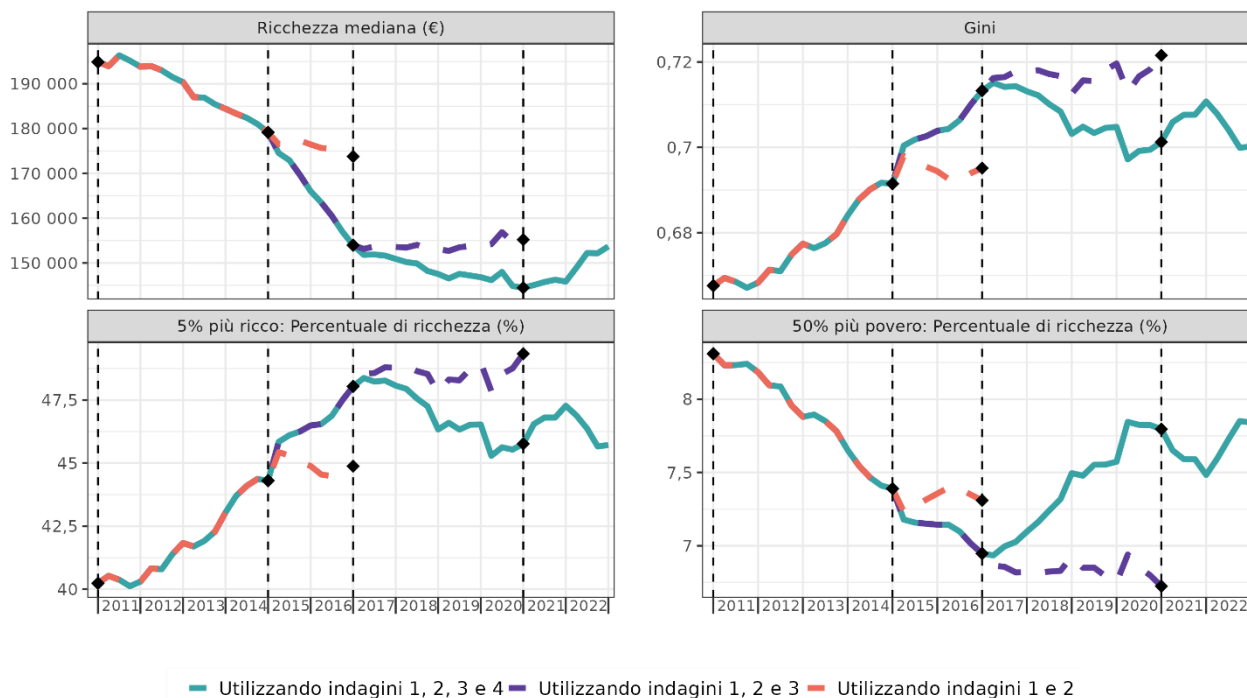 Ricchezza mediana (€)
190 000
180 000
170 000
160 000
150 000
Gini
0,72
0,7
0,68
5% più ricco: Percentuale di ricchezza (%)
47,5
45
42,5
40
2011 2012 2013 2014 2015 2016 2017 2018 2019 2020 2021 2022
50% più povero: Percentuale di ricchezza (%)
8
7,5
7
2011 2012 2013 2014 2015 2016 2017 2018 2019 2020 2021 2022
Utilizzando indagini 1, 2, 3 e 4 Utilizzando indagini 1, 2 e 3 Utilizzando indagini 1 e 2